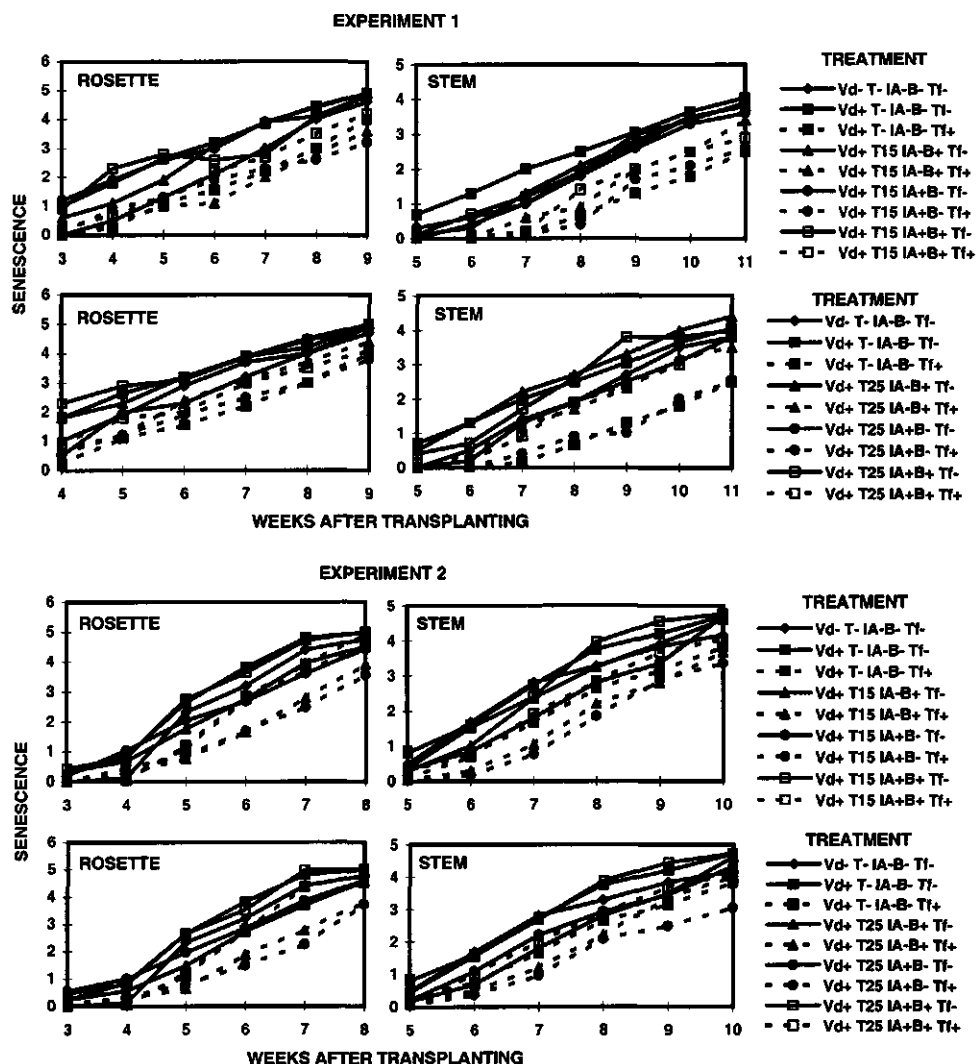 EXPERIMENT 1
ROSETTE
6
5
4
3
2
1
0
3 4 5 6 7 8 9
STEM
5
4
3
2
1
0
5 6 7 8 9 10 11
TREATMENT
Vd- T- IA-B- Tf-
Vd+ T- IA-B- Tf-
Vd+ T- IA-B- Tf+
Vd+ T15 IA-B+ Tf-
Vd+ T15 IA-B+ Tf+
Vd+ T15 IA+B- Tf-
Vd+ T15 IA+B- Tf+
Vd+ T15 IA+B+ Tf-
Vd+ T15 IA+B+ Tf+
SENESCENCE
ROSETTE
6
5
4
3
2
1
0
4 5 6 7 8 9
STEM
5
4
3
2
1
0
5 6 7 8 9 10 11
TREATMENT
Vd- T- IA-B- Tf-
Vd+ T- IA-B- Tf-
Vd+ T- IA-B- Tf+
Vd+ T25 IA-B+ Tf-
Vd+ T25 IA-B+ Tf+
Vd+ T25 IA+B- Tf-
Vd+ T25 IA+B- Tf+
Vd+ T25 IA+B+ Tf-
Vd+ T25 IA+B+ Tf+
WEEKS AFTER TRANSPLANTING
EXPERIMENT 2
ROSETTE
6
5
4
3
2
1
0
3 4 5 6 7 8
STEM
5
4
3
2
1
0
5 6 7 8 9 10
TREATMENT
Vd- T- IA-B- Tf-
Vd+ T- IA-B- Tf-
Vd+ T- IA-B- Tf+
Vd+ T15 IA-B+ Tf-
Vd+ T15 IA-B+ Tf+
Vd+ T15 IA+B- Tf-
Vd+ T15 IA+B- Tf+
Vd+ T15 IA+B+ Tf-
Vd+ T15 IA+B+ Tf+
SENESCENCE
ROSETTE
6
5
4
3
2
1
0
3 4 5 6 7 8
STEM
5
4
3
2
1
0
5 6 7 8 9 10
TREATMENT
Vd- T- IA-B- Tf-
Vd+ T- IA-B- Tf-
Vd+ T- IA-B- Tf+
Vd+ T25 IA-B+ Tf-
Vd+ T25 IA-B+ Tf+
Vd+ T25 IA+B- Tf-
Vd+ T25 IA+B- Tf+
Vd+ T25 IA+B+ Tf-
Vd+ T25 IA+B+ Tf+
WEEKS AFTER TRANSPLANTING